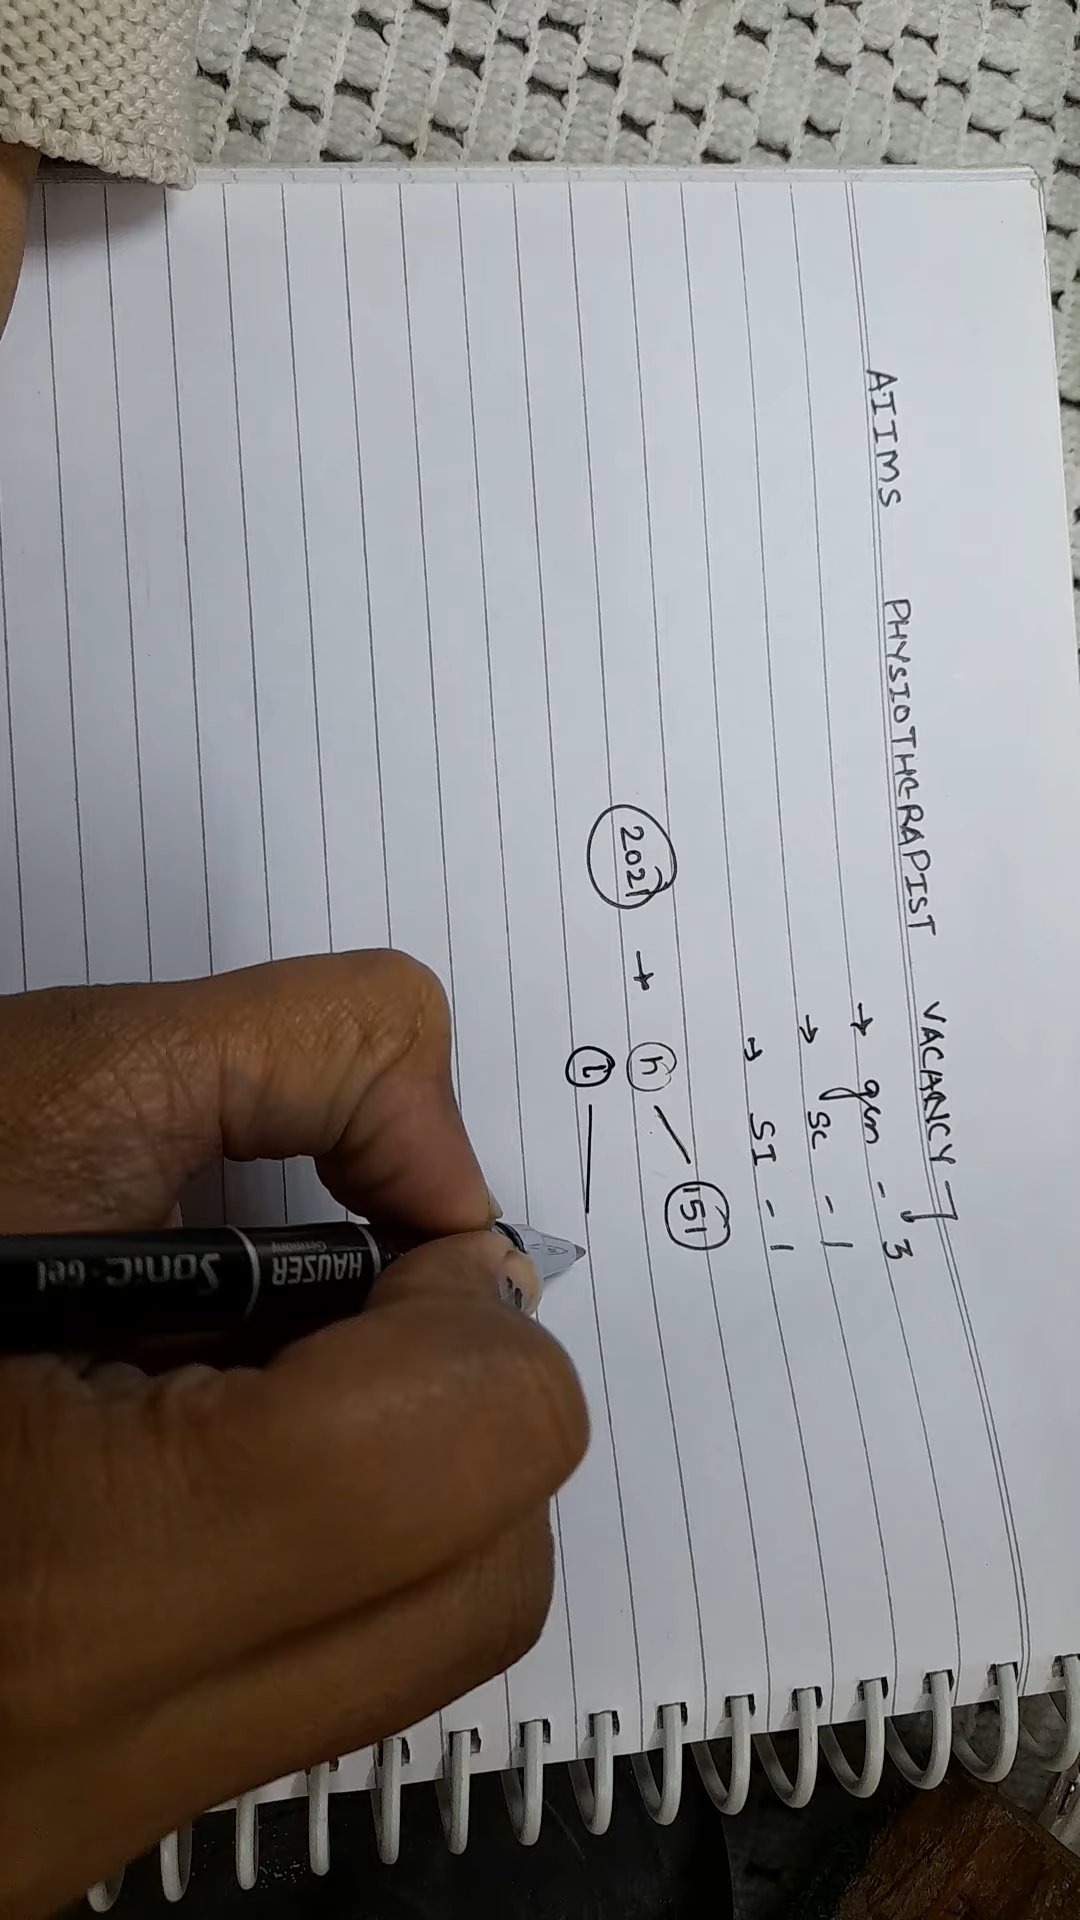 AIIMS PHYSIOTHERAPIST VACANCY
→ gen - 3
→ SC - 1
→ ST - 1
2021 + h 151
L
HAUSER
Germany
Sonic Gel